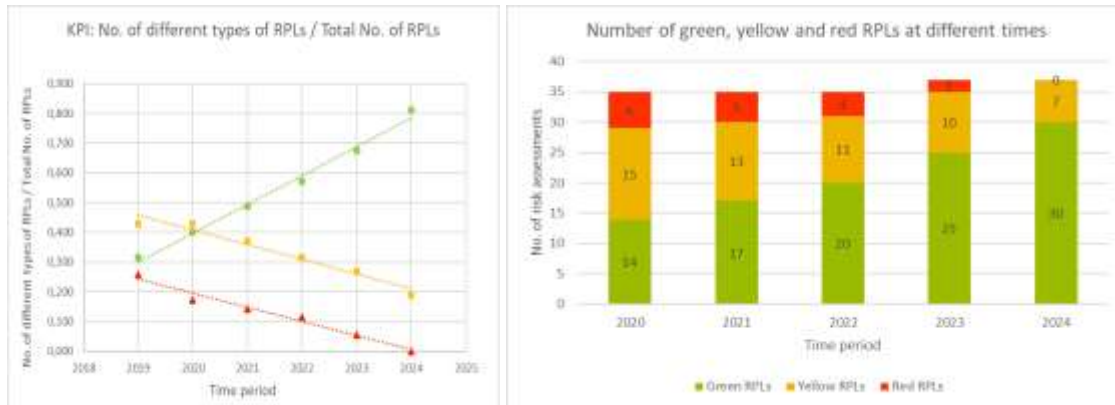 KPI: No. of different types of RPLs / Total No. of RPLs
No.of different types of RPLs / Total No. of RPLs
0,900
0,800
0,700
0,600
0,500
0,400
0,300
0,200
0,100
0,000
2018 2019 2020 2021 2022 2023 2024 2025
Time period
Number of green, yellow and red RPLs at different times
No. of risk assessments
40
35
30
25
20
15
10
5
0
6 5 4 0
15 13 11 10 7
14 17 20 25 30
2020 2021 2022 2023 2024
Time period
Green RPLs Yellow RPLs Red RPLs